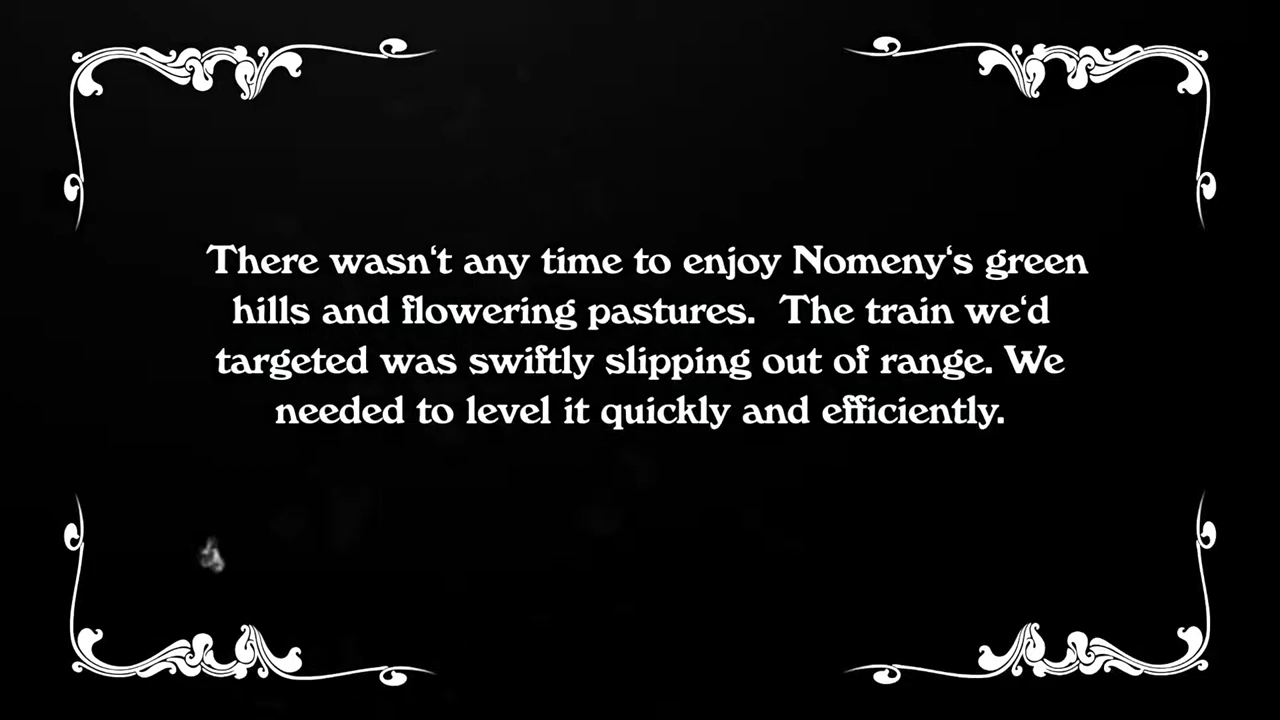 There wasn‘t any time to enjoy Nomeny‘s green
hills and flowering pastures.  The train we‘d
targeted was swiftly slipping out of range. We
needed to level it quickly and efficiently.